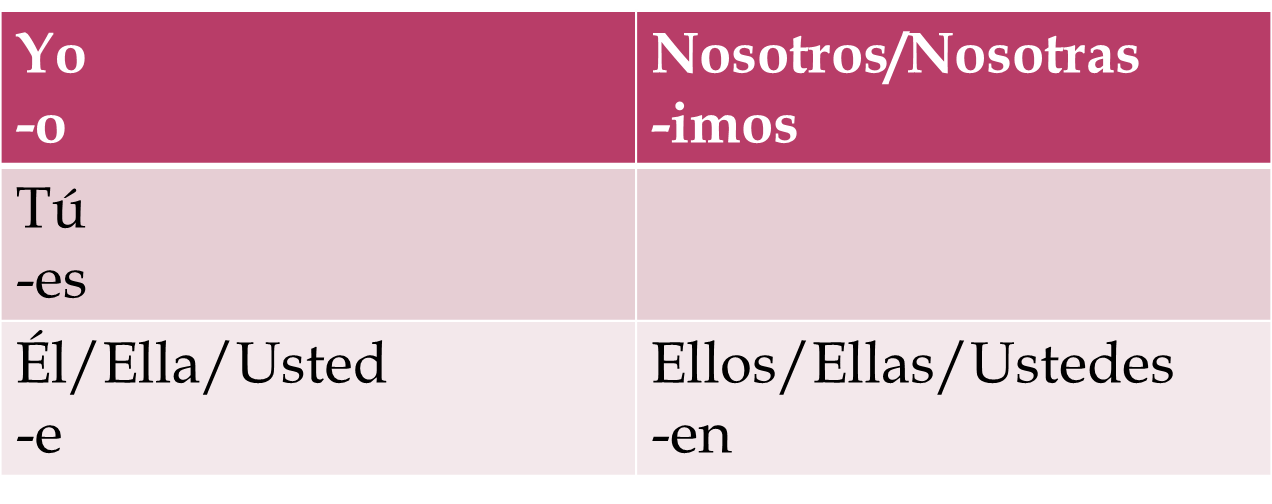 Yo
-o
Nosotros/Nosotras
-imos
Tú
-es
Él/Ella/Usted
-e
Ellos/Ellas/Ustedes
-en